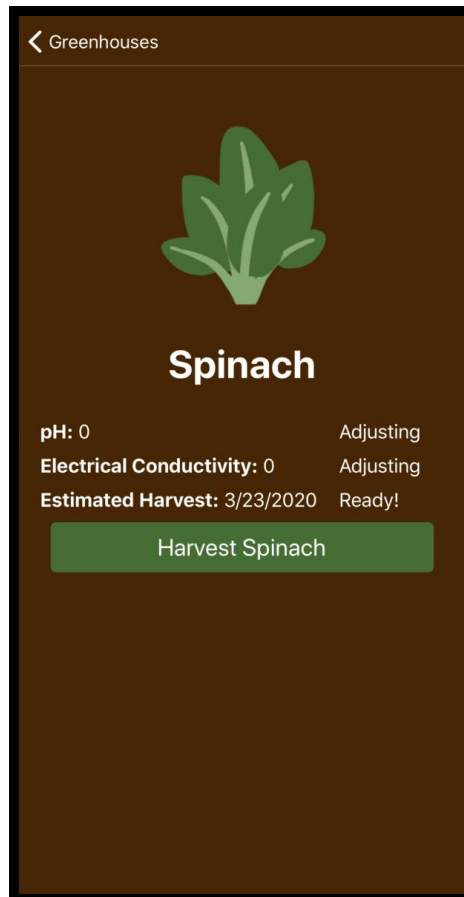 Greenhouses
Spinach
pH: 0 Adjusting
Electrical Conductivity: 0 Adjusting
Estimated Harvest: 3/23/2020 Ready!
Harvest Spinach